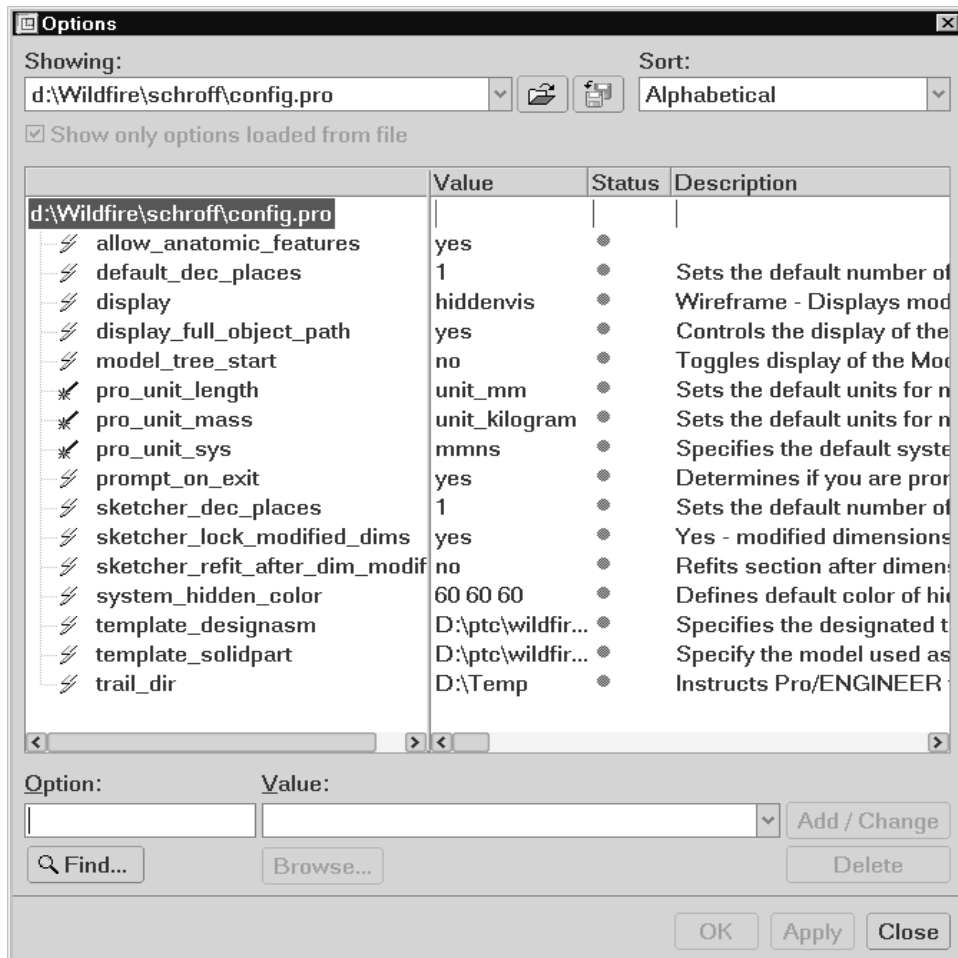 Options
Showing:
Sort:
d:\Wildfire\schroff\config.pro
Alphabetical
Show only options loaded from file
Value Status Description
d:\Wildfire\schroff\config.pro
allow_anatomic_features yes
default_dec_places 1 Sets the default number of
display hiddenvis Wireframe - Displays mod
display_full_object_path yes Controls the display of the
model_tree_start no Toggles display of the Mod
pro_unit_length unit_mm Sets the default units for m
pro_unit_mass unit_kilogram Sets the default units for m
pro_unit_sys mmns Specifies the default syste
prompt_on_exit yes Determines if you are pror
sketcher_dec_places 1 Sets the default number of
sketcher_lock_modified_dims yes Yes - modified dimensions
sketcher_refit_after_dim_modif no Refits section after dimens
system_hidden_color 60 60 60 Defines default color of hid
template_designasm D:\ptc\wildfir... Specifies the designated t
template_solidpart D:\ptc\wildfir... Specify the model used as
trail_dir D:\Temp Instructs Pro/ENGINEER
Option: Value:
Add / Change
Find... Browse... Delete
OK Apply Close